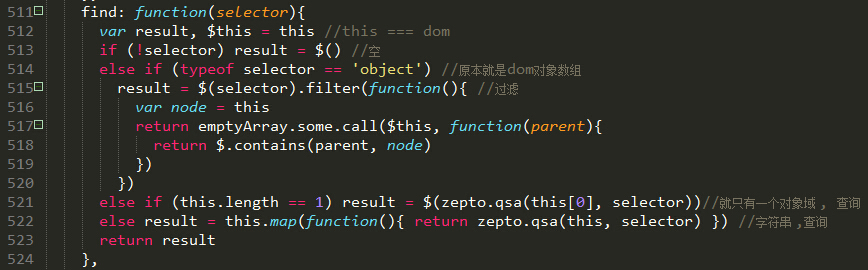 511 find: function(selector){
512 var result, $this = this //this === dom
513 if (!selector) result = $() //空
514 else if (typeof selector == 'object') //原本就是dom对象数组
515 result = $(selector).filter(function(){ //过滤
516 var node = this
517 return emptyArray.some.call($this, function(parent){
518 return $.contains(parent, node)
519 })
520 })
521 else if (this.length == 1) result = $(zepto.qsa(this[0], selector))//就只有一个对象域 , 查询
522 else result = this.map(function(){ return zepto.qsa(this, selector) }) //字符串 ,查询
523 return result
524 },